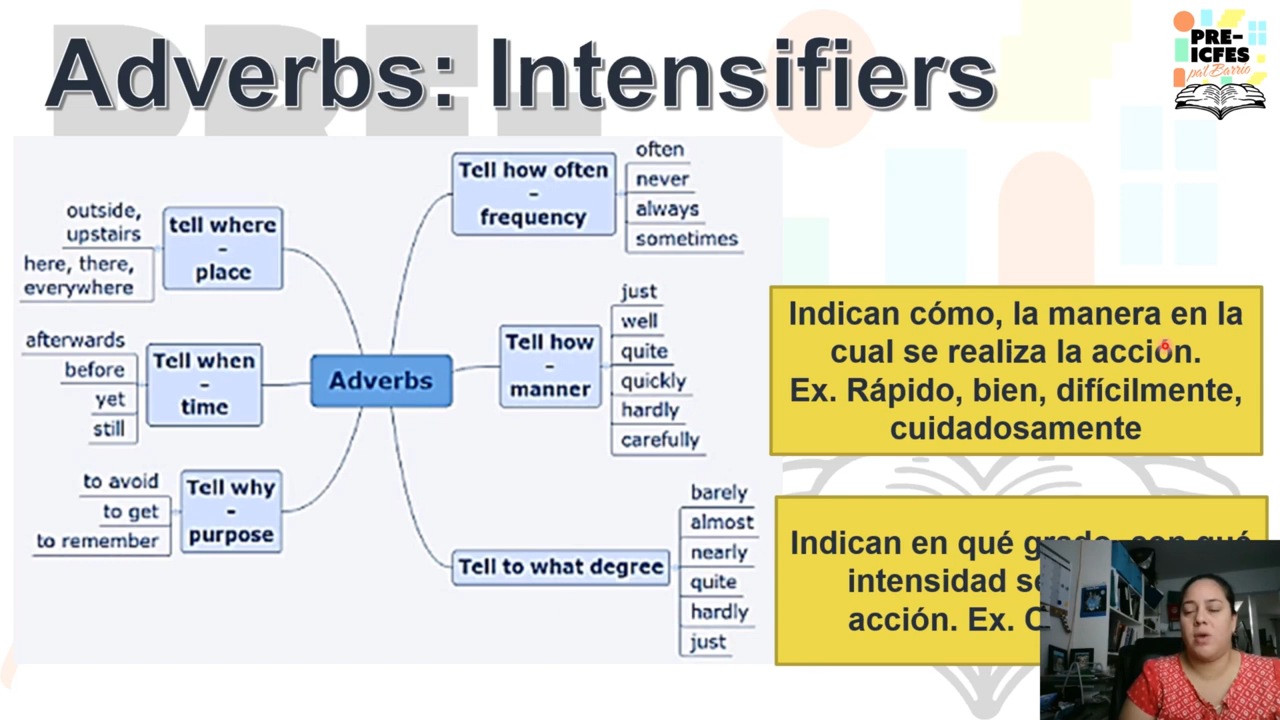 Adverbs: Intensifiers
PRE-
ICFES
pa'l Barrio
Tell how often
-
frequency
often
never
always
sometimes
outside,
upstairs
here, there,
everywhere
tell where
-
place
Tell how
-
manner
just
well
quite
quickly
hardly
carefully
afterwards
before
yet
still
Tell when
-
time
Adverbs
to avoid
to get
to remember
Tell why
-
purpose
Tell to what degree
barely
almost
nearly
quite
hardly
just
Indican cómo, la manera en la
cual se realiza la acción.
Ex. Rápido, bien, difícilmente,
cuidadosamente
Indican en qué grado, con qué
intensidad
acción. Ex.